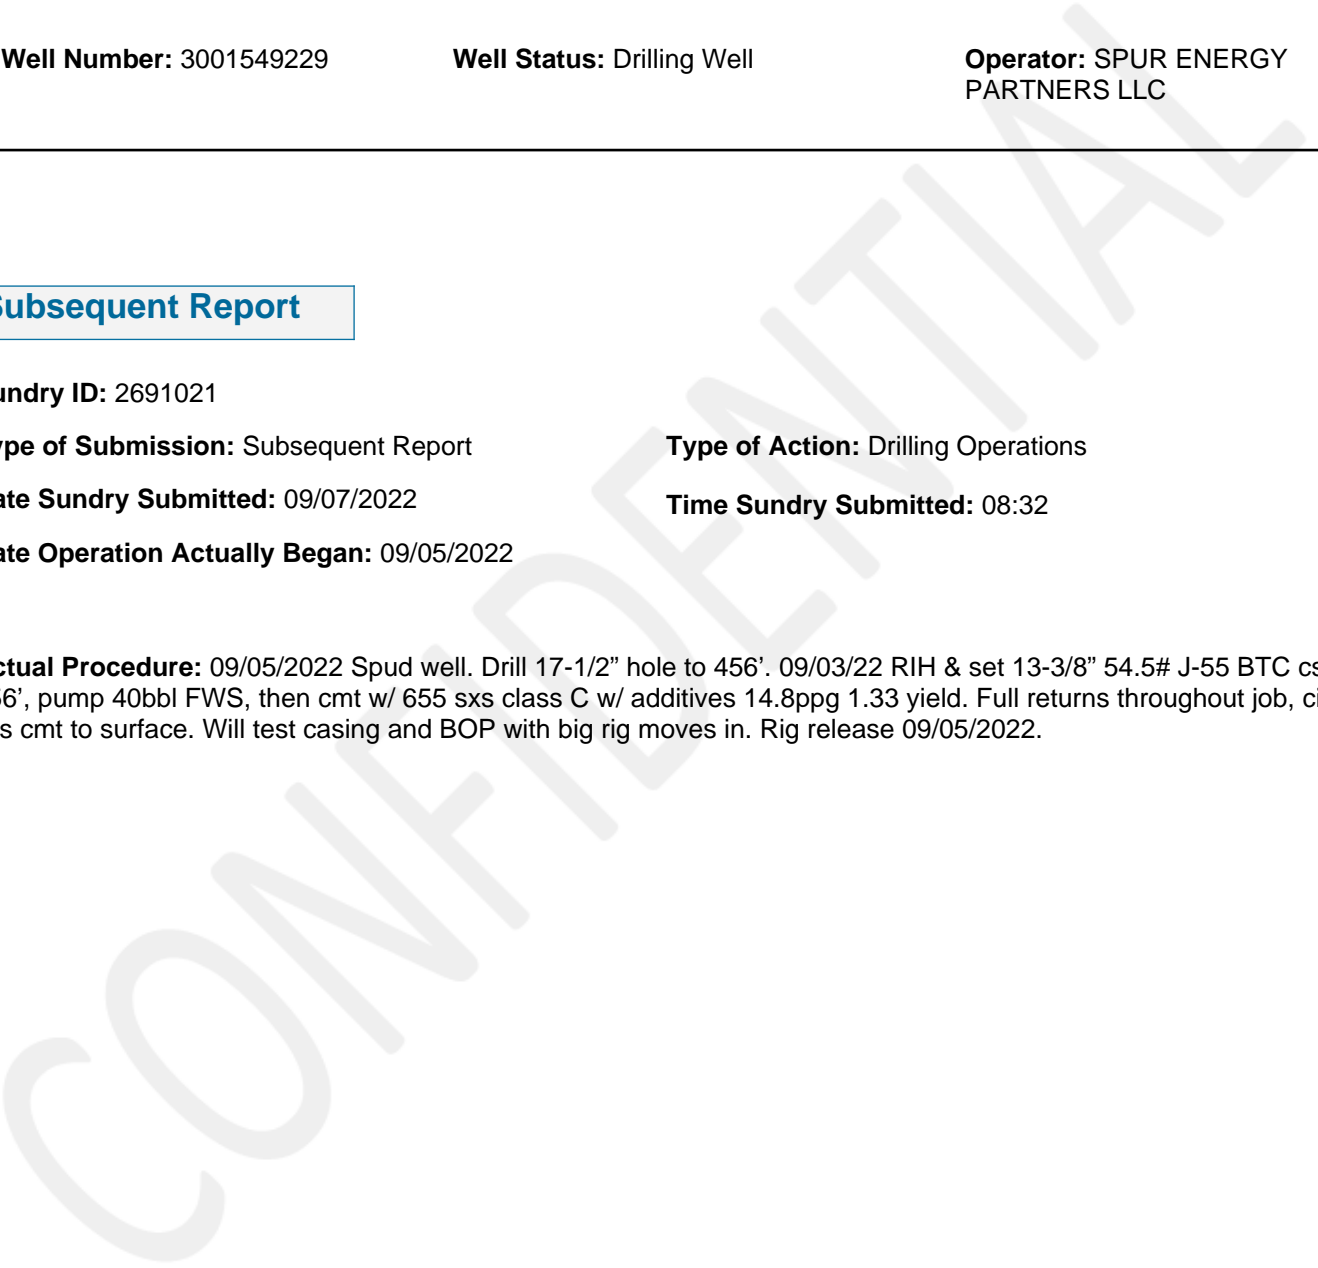 Well Number: 3001549229 Well Status: Drilling Well Operator: SPUR ENERGY
PARTNERS LLC
Subsequent Report
undry ID: 2691021
ype of Submission: Subsequent Report Type of Action: Drilling Operations
ate Sundry Submitted: 09/07/2022 Time Sundry Submitted: 08:32
ate Operation Actually Began: 09/05/2022
ctual Procedure: 09/05/2022 Spud well. Drill 17-1/2” hole to 456’. 09/03/22 RIH & set 13-3/8” 54.5# J-55 BTC cs
56’, pump 40bbl FWS, then cmt w/ 655 sxs class C w/ additives 14.8ppg 1.33 yield. Full returns throughout job, ci
s cmt to surface. Will test casing and BOP with big rig moves in. Rig release 09/05/2022.
CONFIDENTIAL